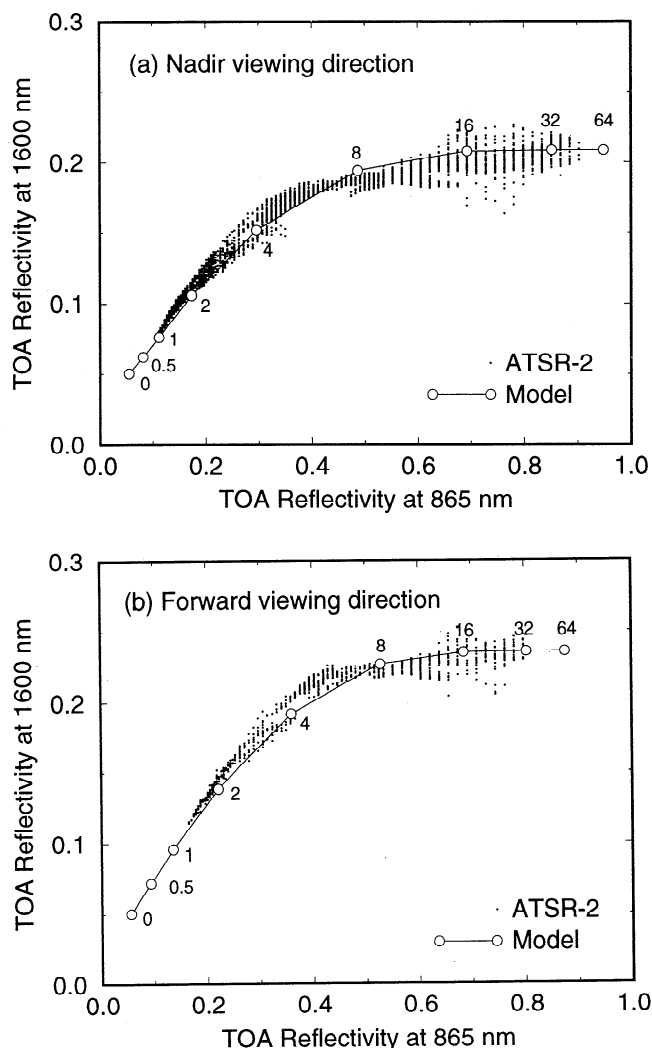 0.3
(a) Nadir viewing direction
TOA Reflectivity at 1600 nm
0.2
0.1
0.0
8
16
32
64
4
2
1
0.5
0
ATSR-2
Model
0.0 0.2 0.4 0.6 0.8 1.0
TOA Reflectivity at 865 nm
0.3
(b) Forward viewing direction
TOA Reflectivity at 1600 nm
0.2
0.1
0.0
8
16
32
64
4
2
1
0.5
0
ATSR-2
Model
0.0 0.2 0.4 0.6 0.8 1.0
TOA Reflectivity at 865 nm